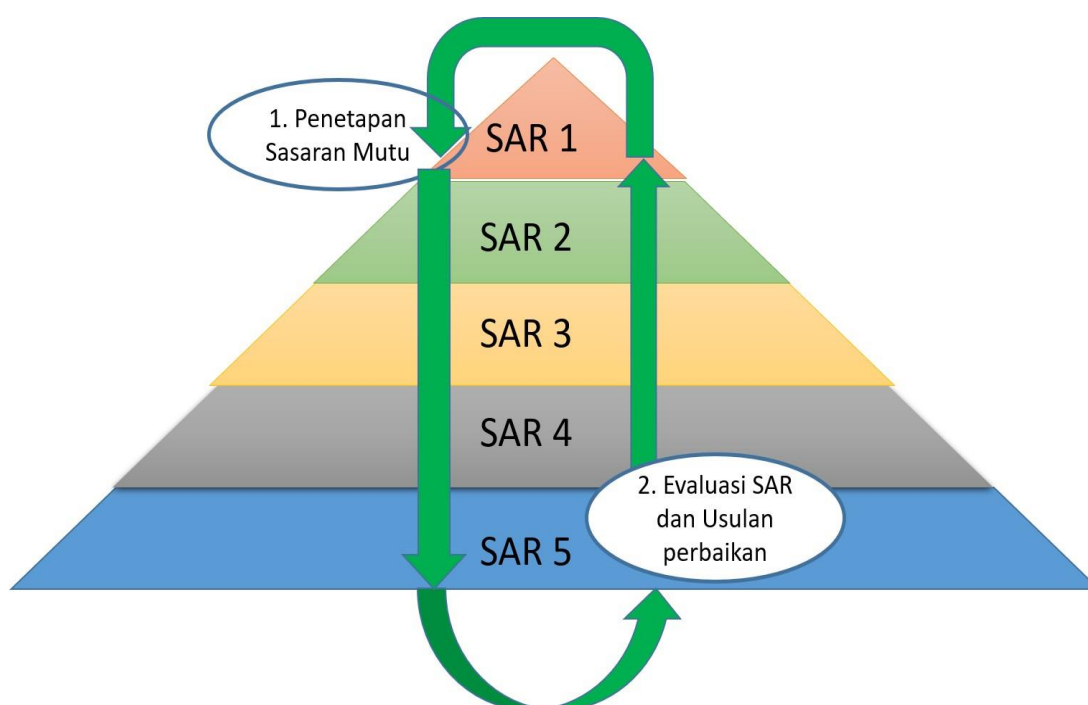 1. Penetapan
Sasaran Mutu
SAR 1
SAR 2
SAR 3
SAR 4
2. Evaluasi SAR
dan Usulan
perbaikan
SAR 5